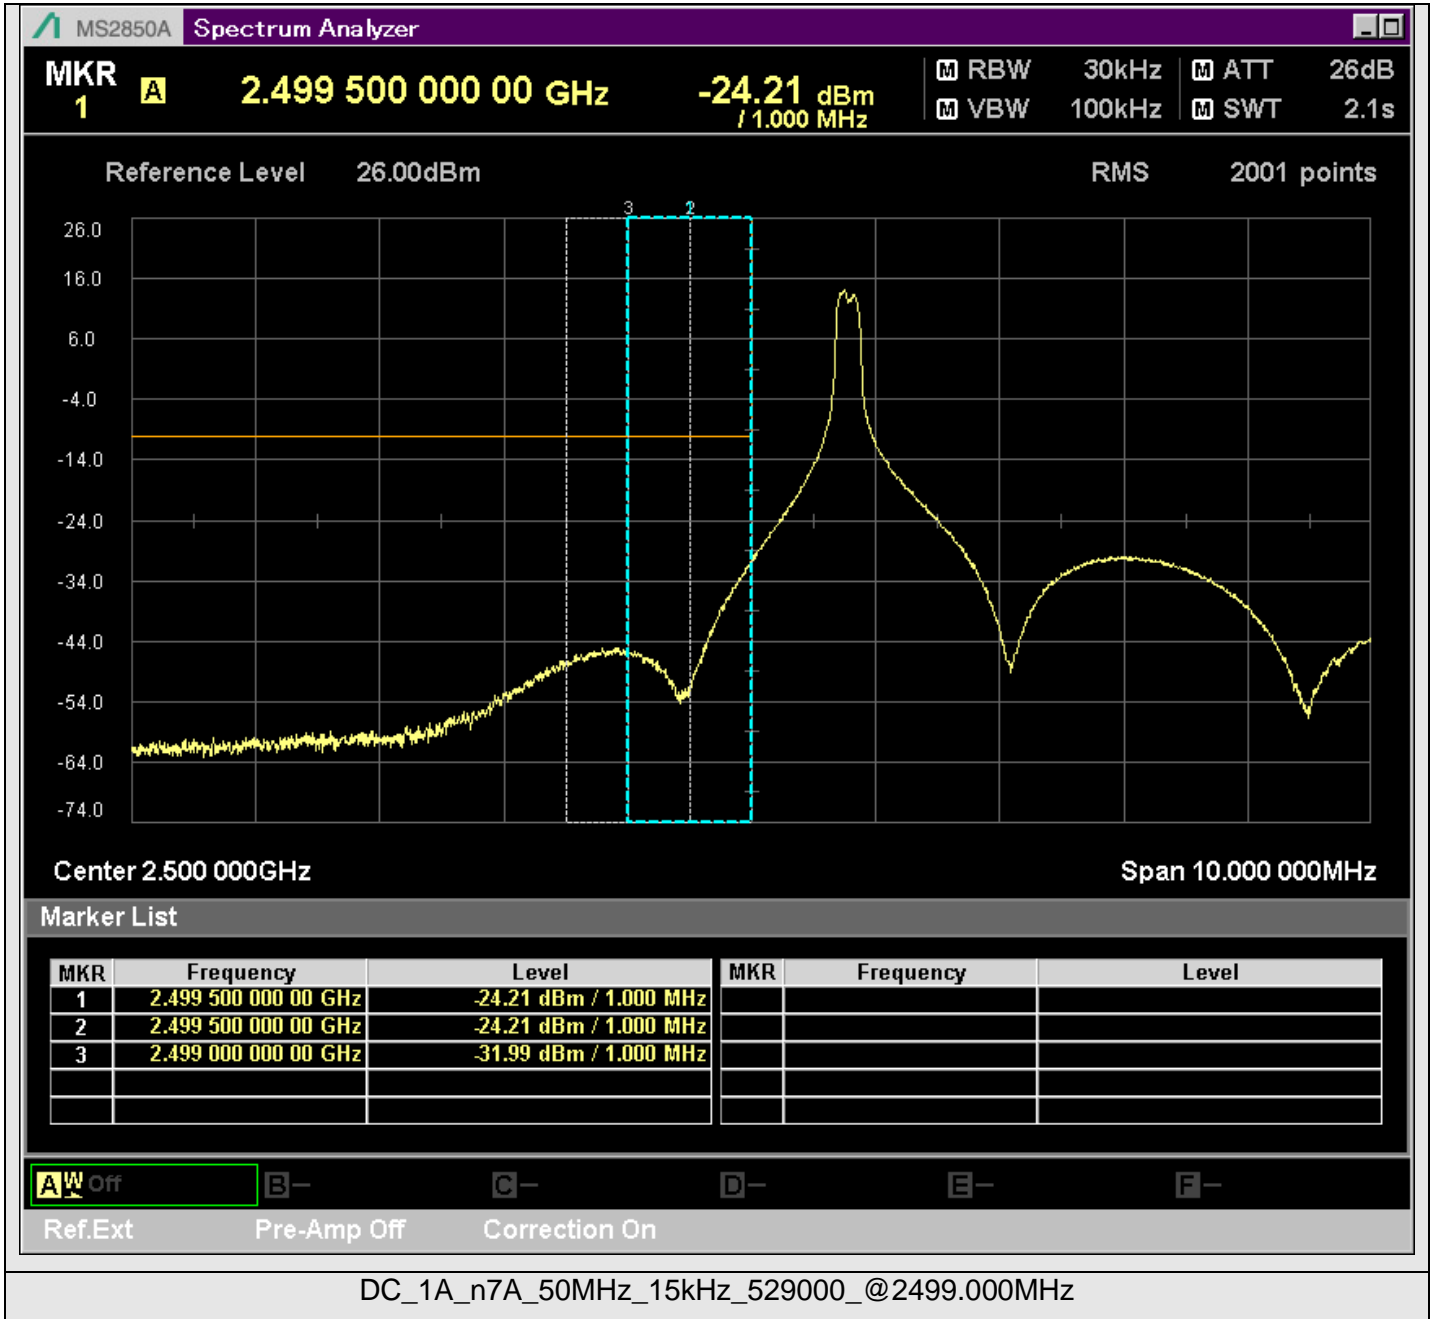 MS2850A Spectrum Analyzer
MKR 1 A 2.499 500 000 00 GHz -24.21 dBm / 1.000 MHz
M RBW 30kHz M ATT 26dB
M VBW 100kHz M SWT 2.1s
Reference Level 26.00dBm RMS 2001 points
3 2
26.0
16.0
6.0
-4.0
-14.0
-24.0
-34.0
-44.0
-54.0
-64.0
-74.0
Center 2.500 000GHz Span 10.000 000MHz
Marker List
MKR Frequency Level MKR Frequency Level
1 2.499 500 000 00 GHz -24.21 dBm / 1.000 MHz
2 2.499 500 000 00 GHz -24.21 dBm / 1.000 MHz
3 2.499 000 000 00 GHz -31.99 dBm / 1.000 MHz
A W Off B - C - D - E - F -
Ref.Ext Pre-Amp Off Correction On
DC_1A_n7A_50MHz_15kHz_529000_@2499.000MHz